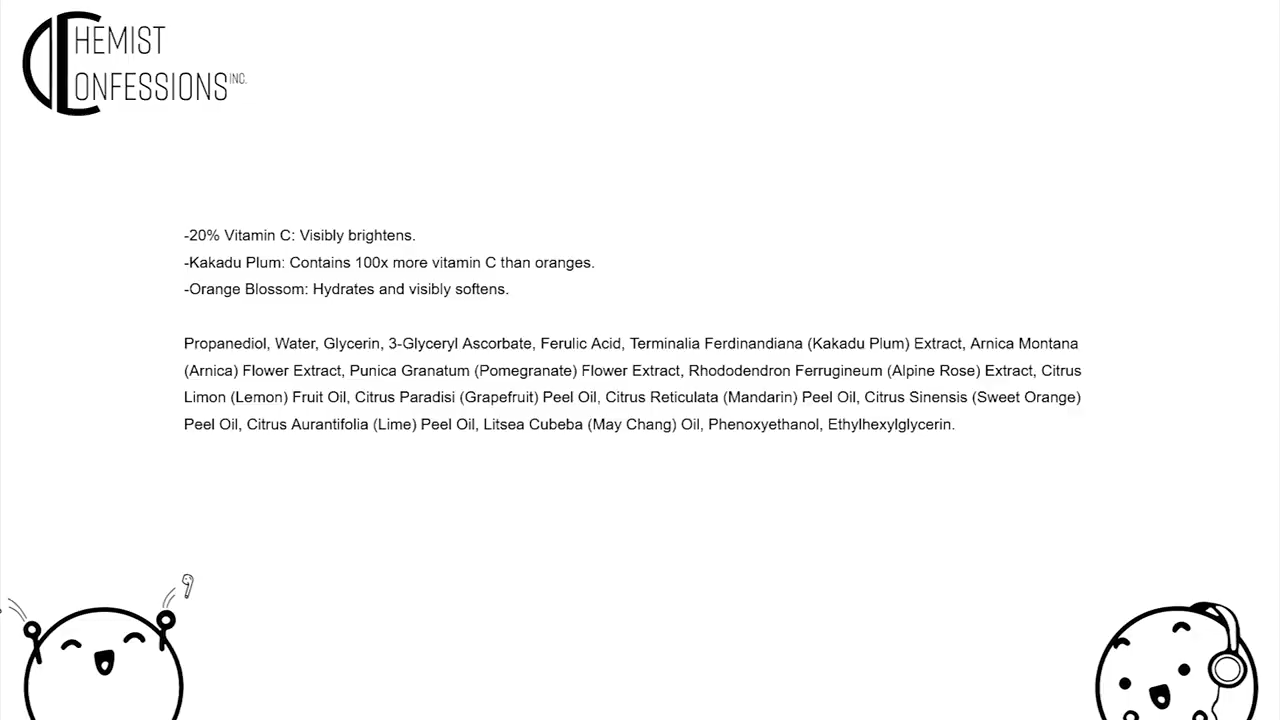 CHEMIST
CONFESSIONS INC.
-20% Vitamin C: Visibly brightens.
-Kakadu Plum: Contains 100x more vitamin C than oranges.
-Orange Blossom: Hydrates and visibly softens.
Propanediol, Water, Glycerin, 3-Glyceryl Ascorbate, Ferulic Acid, Terminalia Ferdinandiana (Kakadu Plum) Extract, Arnica Montana
(Arnica) Flower Extract, Punica Granatum (Pomegranate) Flower Extract, Rhododendron Ferrugineum (Alpine Rose) Extract, Citrus
Limon (Lemon) Fruit Oil, Citrus Paradisi (Grapefruit) Peel Oil, Citrus Reticulata (Mandarin) Peel Oil, Citrus Sinensis (Sweet Orange)
Peel Oil, Citrus Aurantifolia (Lime) Peel Oil, Litsea Cubeba (May Chang) Oil, Phenoxyethanol, Ethylhexylglycerin.